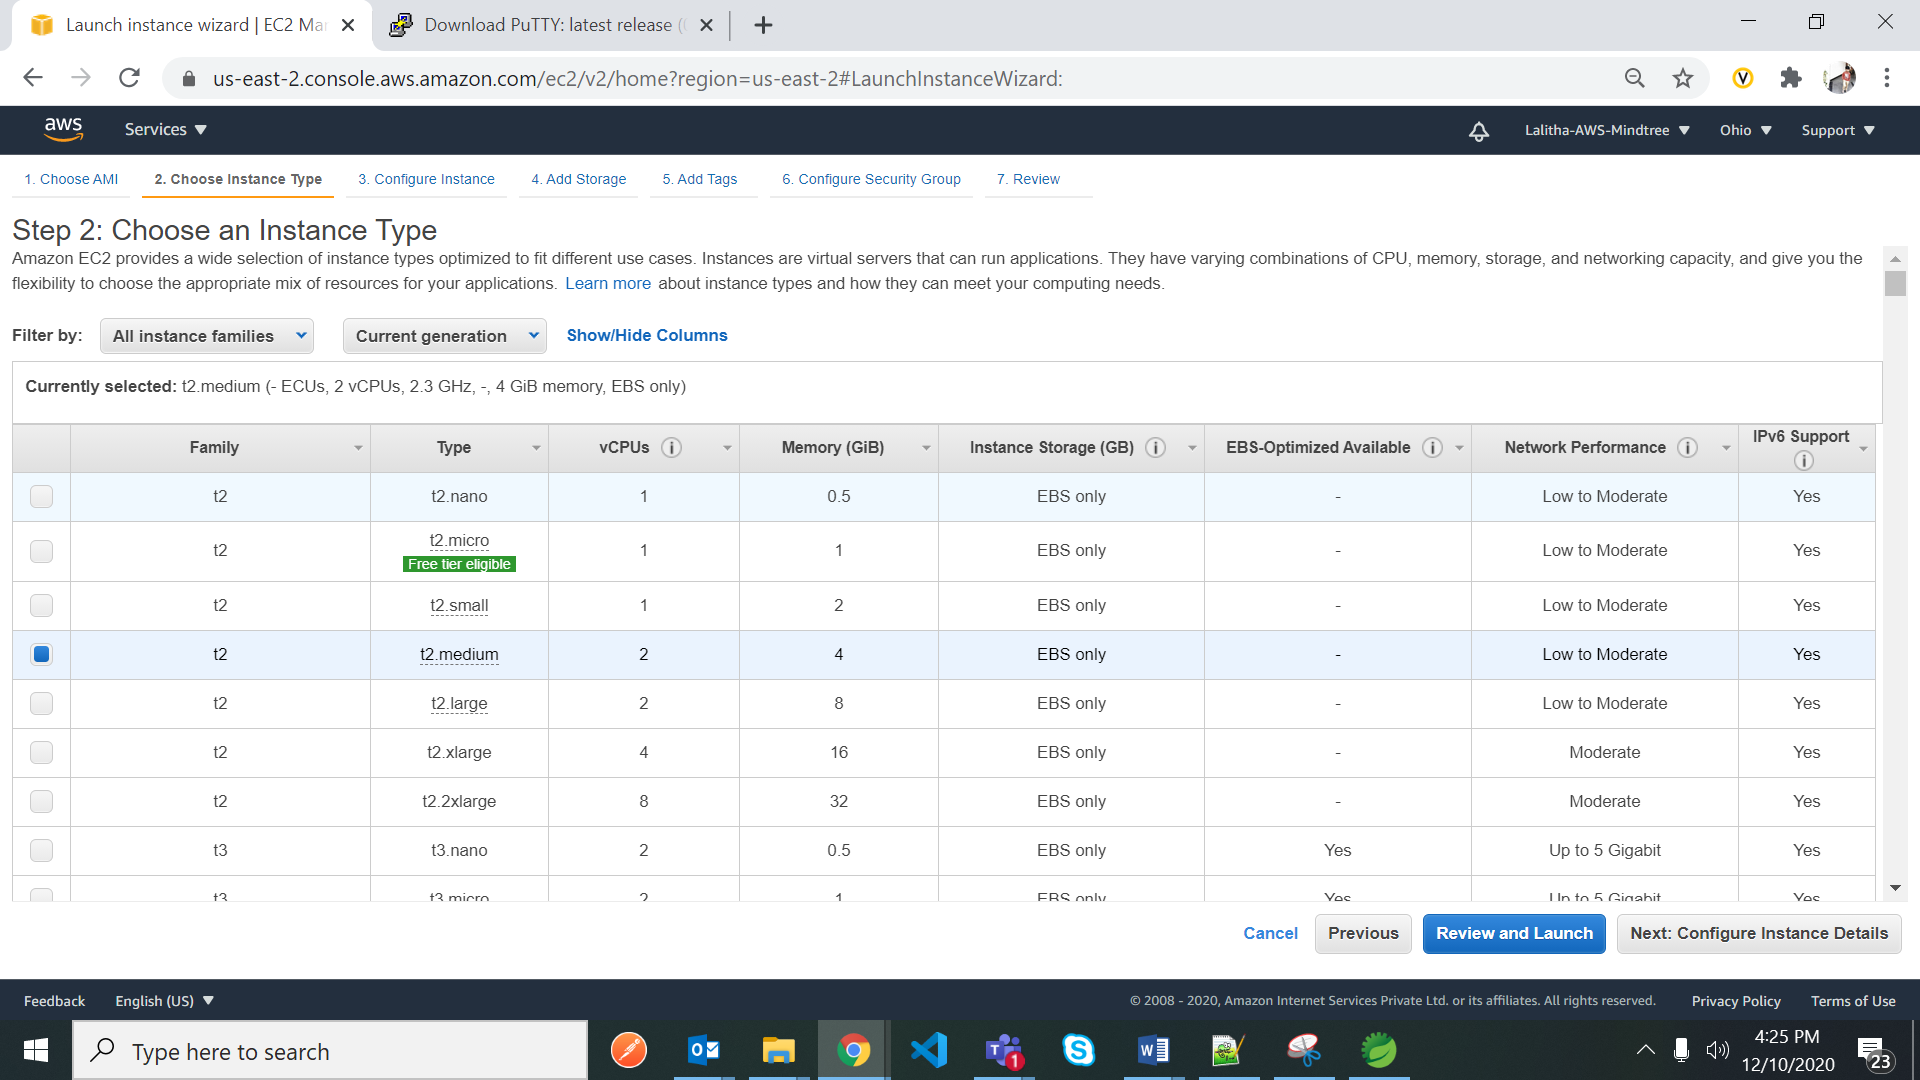 Launch instance wizard | EC2 Mar
Download PuTTY: latest release (
us-east-2.console.aws.amazon.com/ec2/v2/home?region=us-east-2#LaunchInstanceWizard:
aws Services Lalitha-AWS-Mindtree Ohio Support
1. Choose AMI 2. Choose Instance Type 3. Configure Instance 4. Add Storage 5. Add Tags 6. Configure Security Group 7. Review
Step 2: Choose an Instance Type
Amazon EC2 provides a wide selection of instance types optimized to fit different use cases. Instances are virtual servers that can run applications. They have varying combinations of CPU, memory, storage, and networking capacity, and give you the
flexibility to choose the appropriate mix of resources for your applications. Learn more about instance types and how they can meet your computing needs.
Filter by: All instance families Current generation Show/Hide Columns
Currently selected: t2.medium (- ECUs, 2 vCPUs, 2.3 GHz, -, 4 GiB memory, EBS only)
Family Type vCPUs i Memory (GiB) Instance Storage (GB) i EBS-Optimized Available i Network Performance i IPv6 Support i
t2 t2.nano 1 0.5 EBS only - Low to Moderate Yes
t2 t2.micro 1 1 EBS only - Low to Moderate Yes
Free tier eligible
t2 t2.small 1 2 EBS only - Low to Moderate Yes
t2 t2.medium 2 4 EBS only - Low to Moderate Yes
t2 t2.large 2 8 EBS only - Low to Moderate Yes
t2 t2.xlarge 4 16 EBS only - Moderate Yes
t2 t2.2xlarge 8 32 EBS only - Moderate Yes
t3 t3.nano 2 0.5 EBS only Yes Up to 5 Gigabit Yes
t3 t3.micro 2 1 EBS only Yes Up to 5 Gigabit Yes
Cancel Previous Review and Launch Next: Configure Instance Details
Feedback English (US) © 2008 - 2020, Amazon Internet Services Private Ltd. or its affiliates. All rights reserved. Privacy Policy Terms of Use
Type here to search
1
4:25 PM
12/10/2020
23